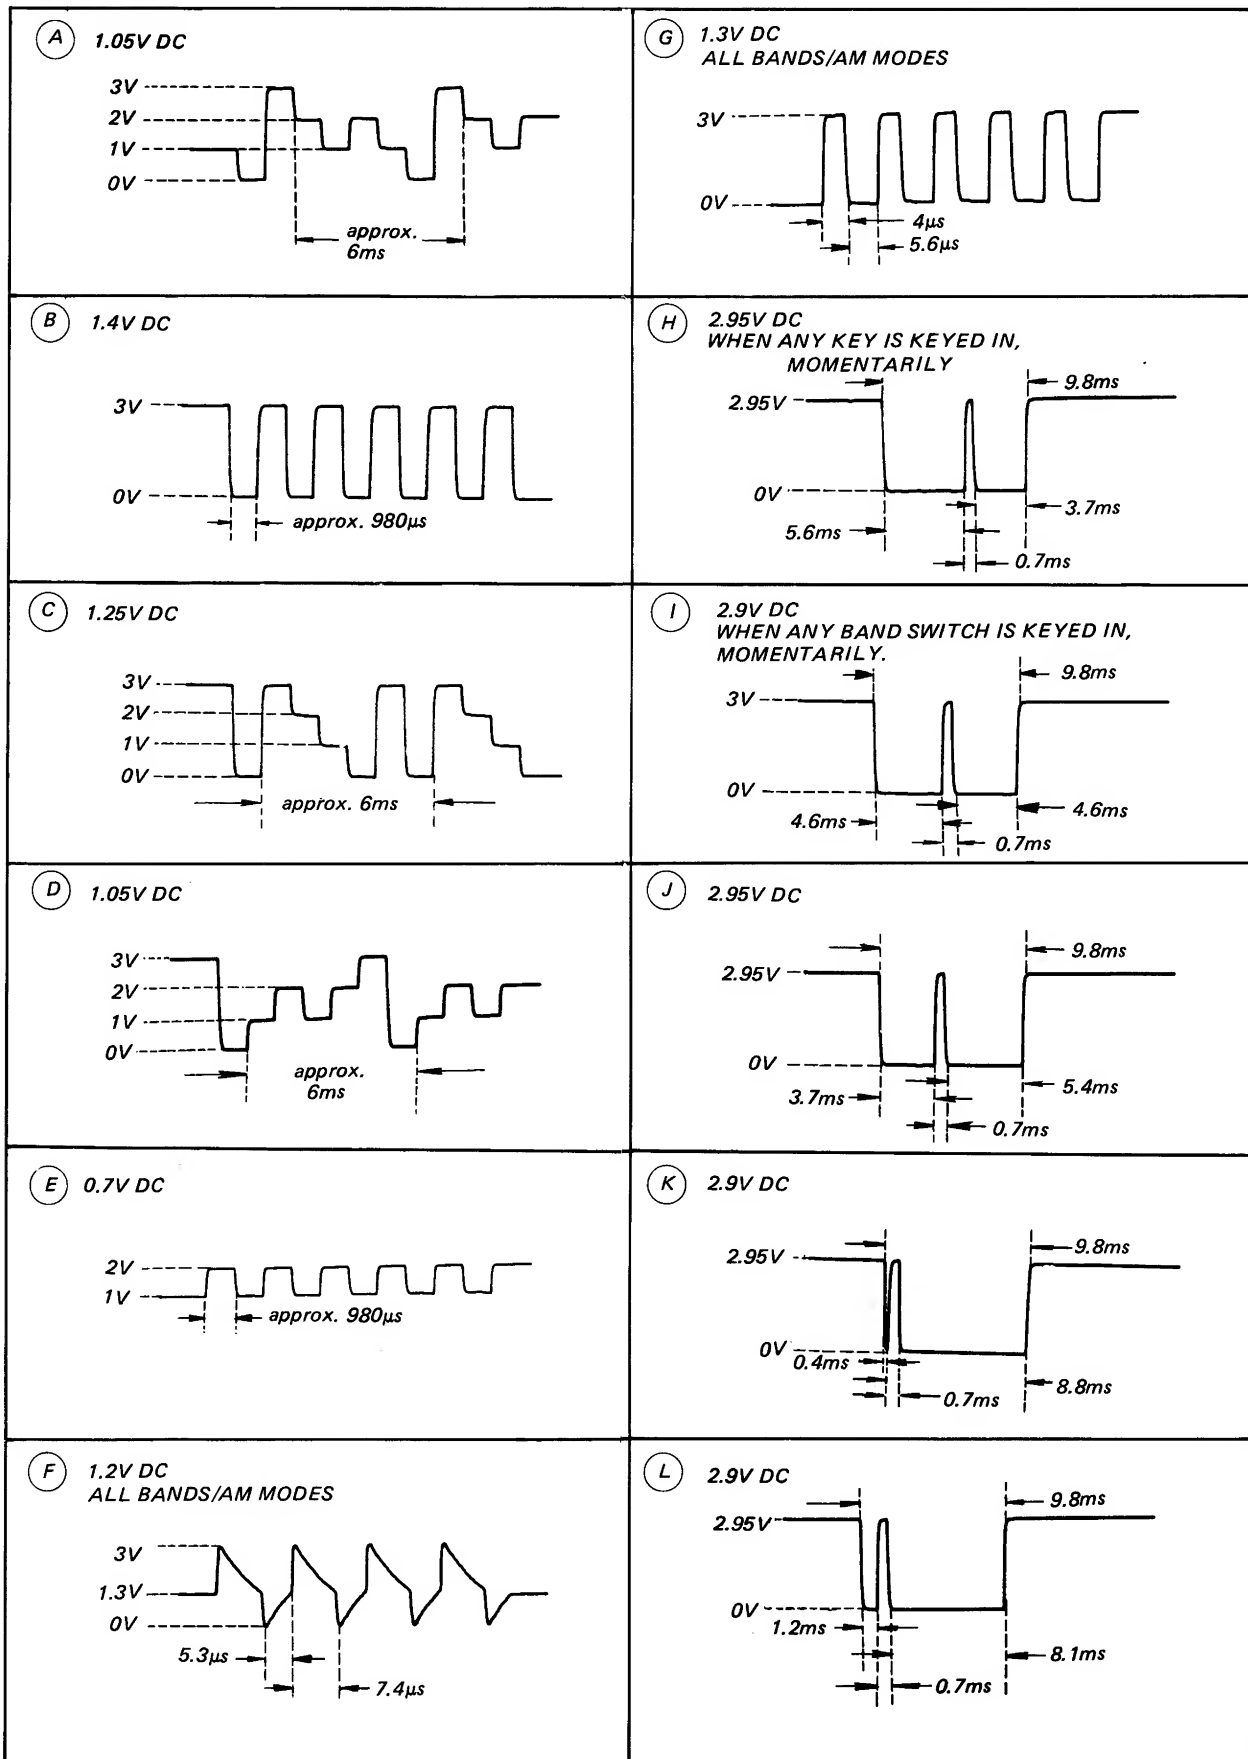 A 1.05V DC
3V
2V
1V
0V
approx.
6ms
B 1.4V DC
3V
0V
approx. 980µs
C 1.25V DC
3V
2V
1V
0V
approx. 6ms
D 1.05V DC
3V
2V
1V
0V
approx.
6ms
E 0.7V DC
2V
1V
approx. 980µs
F 1.2V DC
ALL BANDS/AM MODES
3V
1.3V
0V
5.3µs
7.4µs
G 1.3V DC
ALL BANDS/AM MODES
3V
0V
4µs
5.6µs
H 2.95V DC
WHEN ANY KEY IS KEYED IN,
MOMENTARILY
9.8ms
2.95V
0V
3.7ms
5.6ms
0.7ms
I 2.9V DC
WHEN ANY BAND SWITCH IS KEYED IN,
MOMENTARILY.
9.8ms
3V
0V
4.6ms
4.6ms
0.7ms
J 2.95V DC
9.8ms
2.95V
0V
5.4ms
3.7ms
0.7ms
K 2.9V DC
9.8ms
2.95V
0V
0.4ms
8.8ms
0.7ms
L 2.9V DC
9.8ms
2.95V
0V
1.2ms
8.1ms
0.7ms